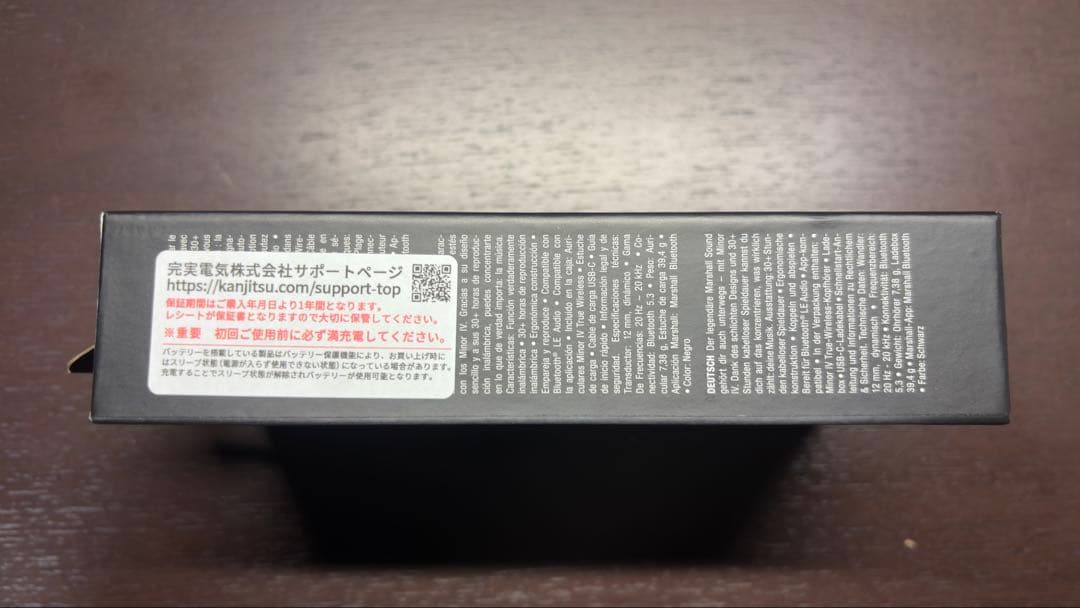 完実電気株式会社サポートページ
https://kanjitsu.com/support-top
保証期間はご購入年月日より1年間となります。
レシートが保証書となりますので大切に保管してください。
※重要　初回ご使用前に必ず満充電してください。
バッテリーを搭載している製品はバッテリー保護機能により、お買い上げ時に
はスリープ状態(電源が入らず使用できない状態)になっている場合があります。
充電することでスリープ状態が解除されバッテリーが使用可能となります。
con los Minor IV. Gracias a su diseño
sencillo y a sus 30+ horas de reproduc-
ción inalámbrica, puedes concentrarte
en lo que de verdad importa: la música
Características: Función verdaderamente
inalámbrica • 30+ horas de reproducción
inalámbrica • Ergonómica construcción •
Empareja y reproduce • Compatible con
Bluetooth® LE Audio • Compatible con
la aplicación • Incluido en la caja: Auri-
culares Minor IV True Wireless • Estuche
de carga • Cable de carga USB-C • Guía
de inicio rápido • Información legal y de
seguridad • Especificaciones técnicas:
Transductor: 12 mm, dinámico • Gama
De Frecuencias: 20 Hz – 20 kHz • Co-
nectividad: Bluetooth 5.3 • Peso: Auri-
cular 7,38 g, Estuche de carga 39,4 g •
Aplicación Marshall: Marshall Bluetooth
• Color: Negro
DEUTSCH Der legendäre Marshall Sound
gehört dir auch unterwegs – mit Minor
IV. Dank des schlichten Designs und 30+
Stunden kabelloser Spieldauer kannst du
dich auf das konzentrieren, was wirklich
zählt: die Musik. Ausstattung: 30+ Stun-
den kabellose Spieldauer • Ergonomische
konstruktion • Koppeln und abspielen •
Bereit für Bluetooth® LE Audio • App-kom-
patibel • In der Verpackung enthalten: •
Minor IV True-Wireless-Kopfhörer • Lade-
etui • USB-C-Ladekabel • Schnellstart-An-
leitung und Informationen zu Rechtlichem
& Sicherheit. Technische Daten: Wandler:
12 mm, dynamisch • Frequenzbereich:
20 Hz - 20 kHz • Konnektivität: Bluetooth
5.3 • Gewicht: Kopfhörer 7,38 g, Ladebox
39,4 g • Marshall-App: Marshall Bluetooth
• Farbe: Schwarz